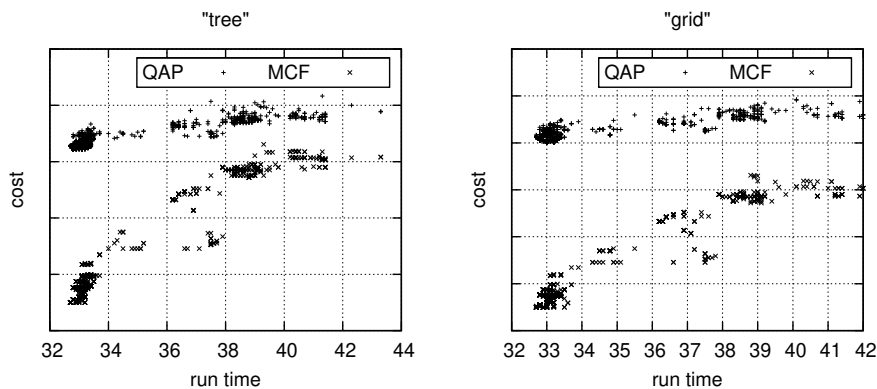 "tree"
QAP + MCF ×
cost
32 34 36 38 40 42 44
run time
"grid"
QAP + MCF ×
cost
32 33 34 35 36 37 38 39 40 41 42
run time